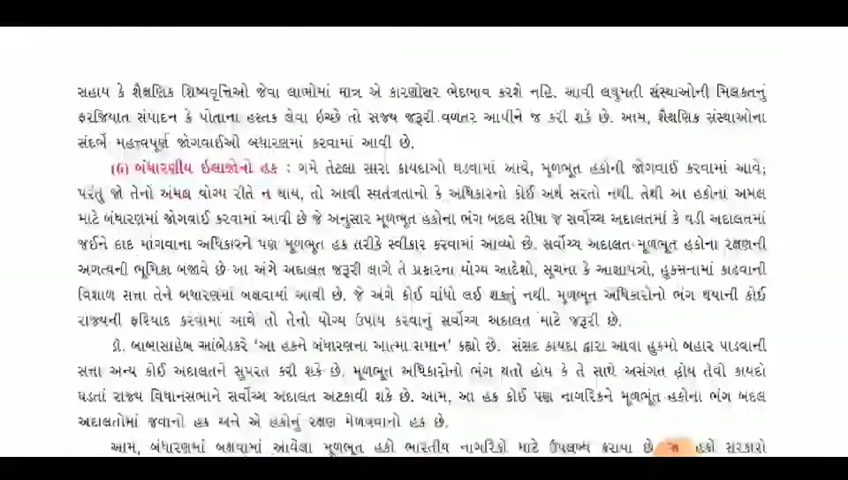 સહાય કે શૈક્ષણિક શિષ્યવૃત્તિઓ જેવા લાભોમાં માત્ર એ કારણોસર ભેદભાવ કરશે નહિ. આવી લઘુમતી સંસ્થાઓની મિલકતનું
ફરજિયાત સંપાદન કે પોતાના હસ્તક લેવા ઇચ્છે તો રાજ્ય જરૂરી વળતર આપીને જ કરી શકે છે. આમ, શૈક્ષણિક સંસ્થાઓના
સંદર્ભે મહત્ત્વપૂર્ણ જોગવાઈઓ બંધારણમાં કરવામાં આવી છે.
(6) બંધારણીય ઇલાજોનો હક : ગમે તેટલા સારા કાયદાઓ ઘડવામાં આવે, મૂળભૂત હકોની જોગવાઈ કરવામાં આવે;
પરંતુ જો તેનો અમલ યોગ્ય રીતે ન થાય, તો આવી સ્વતંત્રતાનો કે અધિકારનો કોઈ અર્થ સરતો નથી. તેથી આ હકોના અમલ
માટે બંધારણમાં જોગવાઈ કરવામાં આવી છે જે અનુસાર મૂળભૂત હકોના ભંગ બદલ સીધા જ સર્વોચ્ચ અદાલતમાં કે વડી અદાલતમાં
જઈને દાદ માંગવાના અધિકારને પણ મૂળભૂત હક તરીકે સ્વીકાર કરવામાં આવ્યો છે. સર્વોચ્ચ અદાલત મૂળભૂત હકોના રક્ષણની
અગત્યની ભૂમિકા બજાવે છે આ અંગે અદાલત જરૂરી લાગે તે પ્રકારના યોગ્ય આદેશો, સૂચના કે આજ્ઞાપત્રો, હુકમનામાં કાઢવાની
વિશાળ સત્તા તેને બંધારણમાં બક્ષવામાં આવી છે. જે અંગે કોઈ વાંધો લઈ શકતું નથી. મૂળભૂત અધિકારોનો ભંગ થયાની કોઈ
રાજ્યની ફરિયાદ કરવામાં આવે તો તેનો યોગ્ય ઉપાય કરવાનું સર્વોચ્ચ અદાલત માટે જરૂરી છે.
ડૉ. બાબાસાહેબ આંબેડકરે 'આ હકને બંધારણના આત્મા સમાન' કહ્યો છે. સંસદ કાયદા દ્વારા આવા હુકમો બહાર પાડવાની
સત્તા અન્ય કોઈ અદાલતને સુપરત કરી શકે છે. મૂળભૂત અધિકારોનો ભંગ થતો હોય કે તે સાથે અસંગત હોય તેવો કાયદો
ઘડતાં રાજ્ય વિધાનસભાને સર્વોચ્ચ અદાલત અટકાવી શકે છે. આમ, આ હક કોઈ પણ નાગરિકને મૂળભૂત હકોના ભંગ બદલ
અદાલતોમાં જવાનો હક અને એ હકોનું રક્ષણ મેળવવાનો હક છે.
આમ, બંધારણમાં બક્ષવામાં આવેલા મૂળભૂત હકો ભારતીય નાગરિકો માટે ઉપલબ્ધ કરાયા છે હકો સરકારો